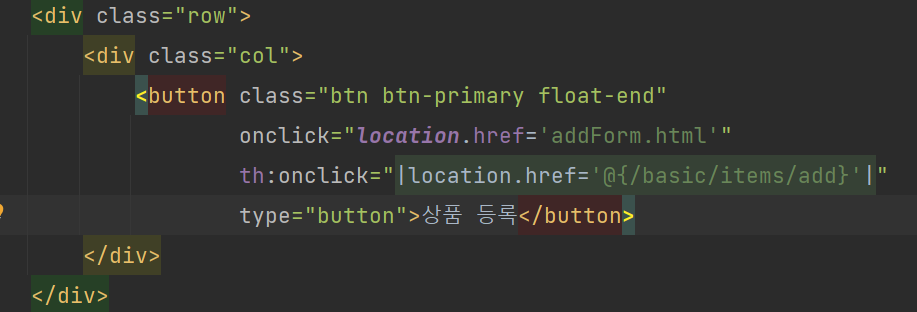 <div class="row">
<div class="col">
<button class="btn btn-primary float-end"
onclick="location.href='addForm.html'"
th:onclick="|location.href='@{/basic/items/add}'|"
type="button">상품 등록</button>
</div>
</div>